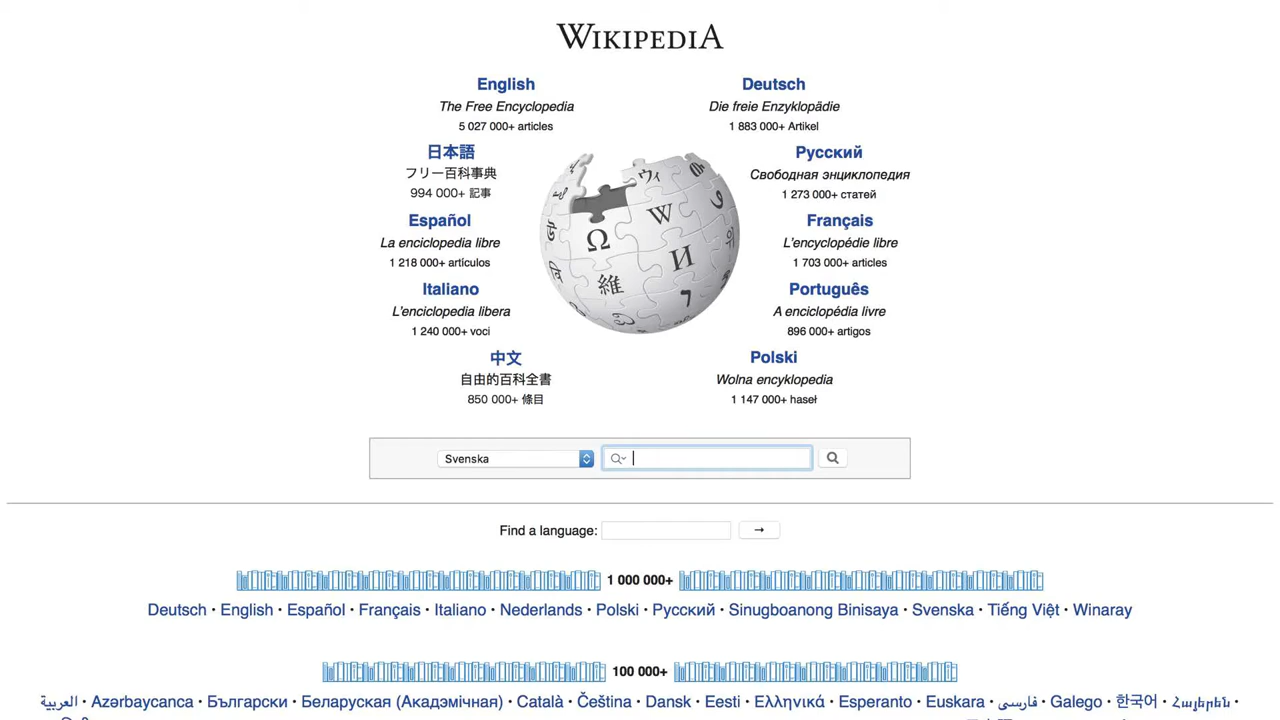 WIKIPEDIA
English
The Free Encyclopedia
5 027 000+ articles
Deutsch
Die freie Enzyklopädie
1 883 000+ Artikel
日本語
フリー百科事典
994 000+ 記事
Русский
Свободная энциклопедия
1 273 000+ статей
Español
La enciclopedia libre
1 218 000+ artículos
Français
L'encyclopédie libre
1 703 000+ articles
Italiano
L'enciclopedia libera
1 240 000+ voci
Português
A enciclopédia livre
896 000+ artigos
中文
自由的百科全書
850 000+ 條目
Polski
Wolna encyklopedia
1 147 000+ haseł
ウィ
W
Ω
И
維
Svenska
Find a language: →
1 000 000+
Deutsch · English · Español · Français · Italiano · Nederlands · Polski · Русский · Sinugboanong Binisaya · Svenska · Tiếng Việt · Winaray
100 000+
العربية · Azərbaycanca · Български · Беларуская (Акадэмічная) · Català · Čeština · Dansk · Eesti · Ελληνικά · Esperanto · Euskara · فارسی · Galego · 한국어 · Հայերեն ·